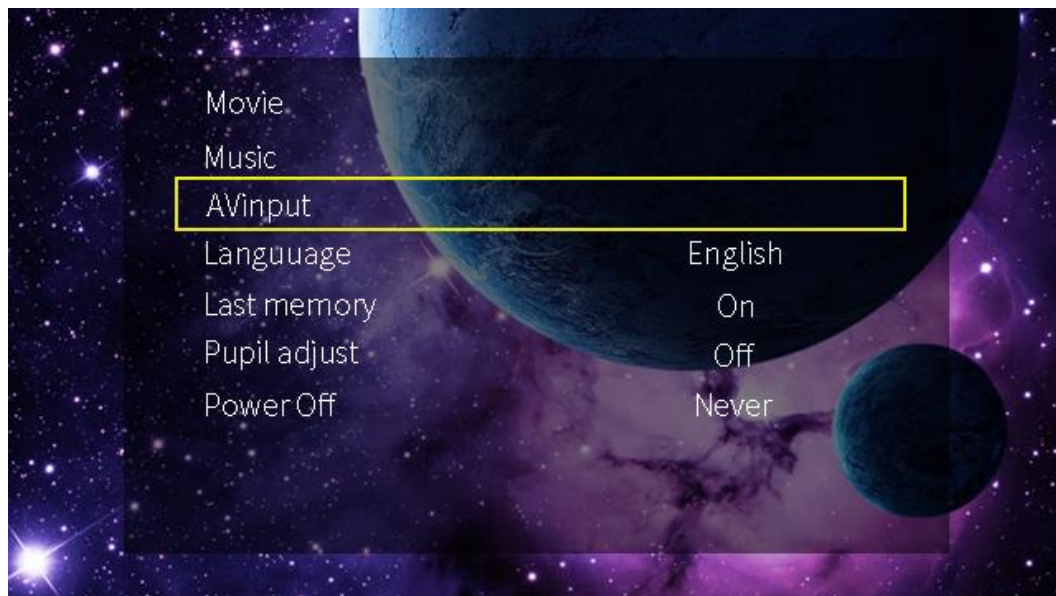 Movie
Music
AVinput
Languuage English
Last memory On
Pupil adjust Off
Power Off Never